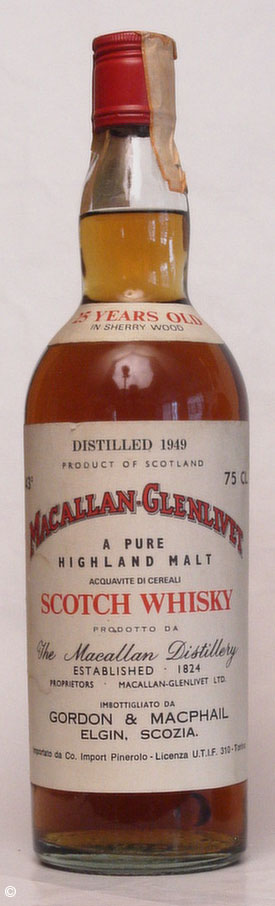 25 YEARS OLD
IN SHERRY WOOD
DISTILLED 1949
PRODUCT OF SCOTLAND
43° 75 CL
MACALLAN-GLENLIVET
A PURE
HIGHLAND MALT
ACQUAVITE DI CEREALI
SCOTCH WHISKY
PRODOTTO DA
The Macallan Distillery
ESTABLISHED · 1824
PROPRIETORS · MACALLAN-GLENLIVET LTD.
IMBOTTIGLIATO DA
GORDON & MACPHAIL
ELGIN, SCOZIA.
Importato da Co. Import Pinerolo - Licenza U.T.I.F. 310 - Torino
©